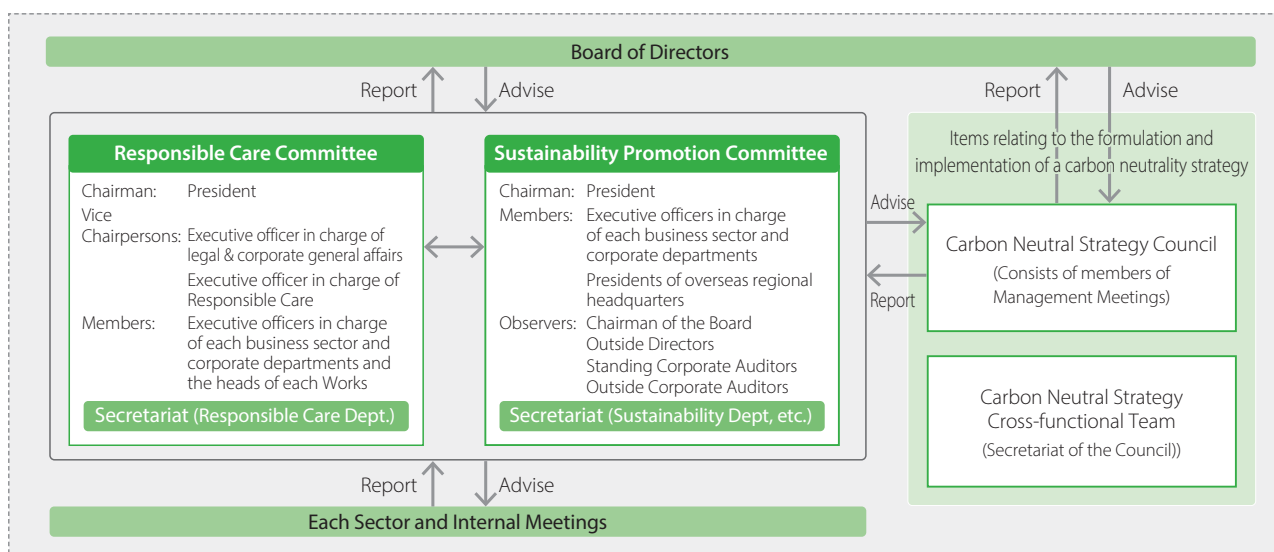 Board of Directors
Report
Advise
Report
Advise
Responsible Care Committee
Chairman: President
Vice
Chairpersons: Executive officer in charge of
legal & corporate general affairs
Executive officer in charge of
Responsible Care
Members: Executive officers in charge
of each business sector and
corporate departments and
the heads of each Works
Secretariat (Responsible Care Dept.)
Sustainability Promotion Committee
Chairman: President
Members: Executive officers in charge
of each business sector and
corporate departments
Presidents of overseas regional
headquarters
Observers: Chairman of the Board
Outside Directors
Standing Corporate Auditors
Outside Corporate Auditors
Secretariat (Sustainability Dept, etc.)
Advise
Report
Items relating to the formulation and
implementation of a carbon neutrality strategy
Carbon Neutral Strategy Council
(Consists of members of
Management Meetings)
Carbon Neutral Strategy
Cross-functional Team
(Secretariat of the Council))
Report
Advise
Each Sector and Internal Meetings